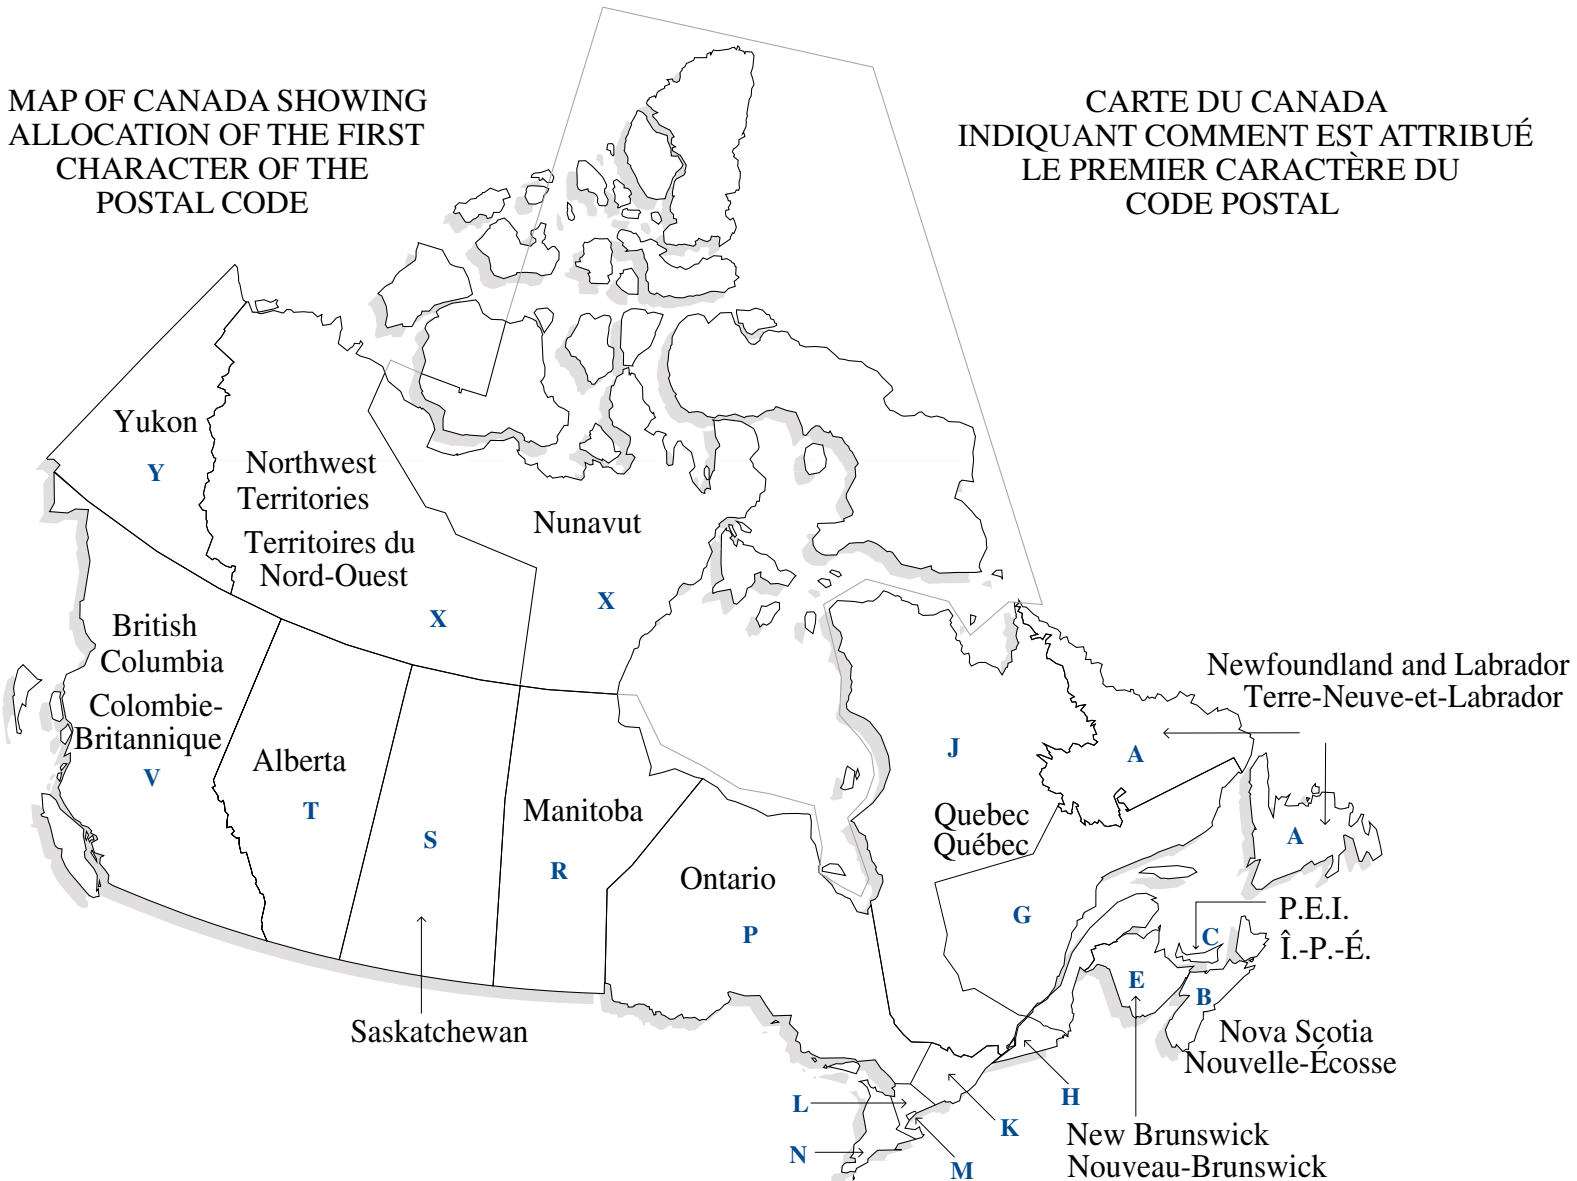 MAP OF CANADA SHOWING
ALLOCATION OF THE FIRST
CHARACTER OF THE
POSTAL CODE
CARTE DU CANADA
INDIQUANT COMMENT EST ATTRIBUÉ
LE PREMIER CARACTÈRE DU
CODE POSTAL
Yukon
Y
Northwest
Territories
Territoires du
Nord-Ouest
X
Nunavut
X
British
Columbia
Colombie-
Britannique
V
Alberta
T
S
Saskatchewan
Manitoba
R
Ontario
P
J
Quebec
Québec
G
Newfoundland and Labrador
Terre-Neuve-et-Labrador
A
A
P.E.I.
Î.-P.-É.
C
E
B
Nova Scotia
Nouvelle-Écosse
New Brunswick
Nouveau-Brunswick
H
K
L
M
N